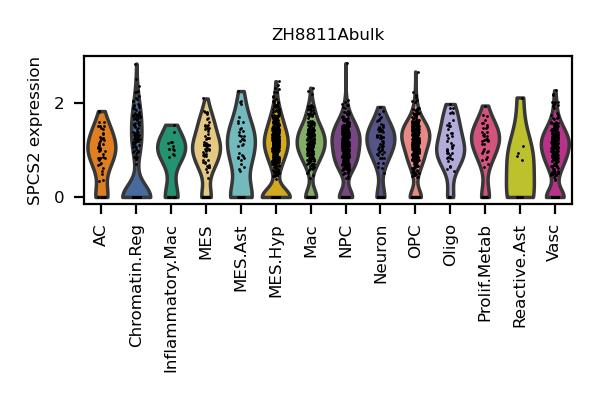 ZH8811Abulk
SPCS2 expression
2
0
AC
Chromatin.Reg
Inflammatory.Mac
MES
MES.Ast
MES.Hyp
Mac
NPC
Neuron
OPC
Oligo
Prolif.Metab
Reactive.Ast
Vasc